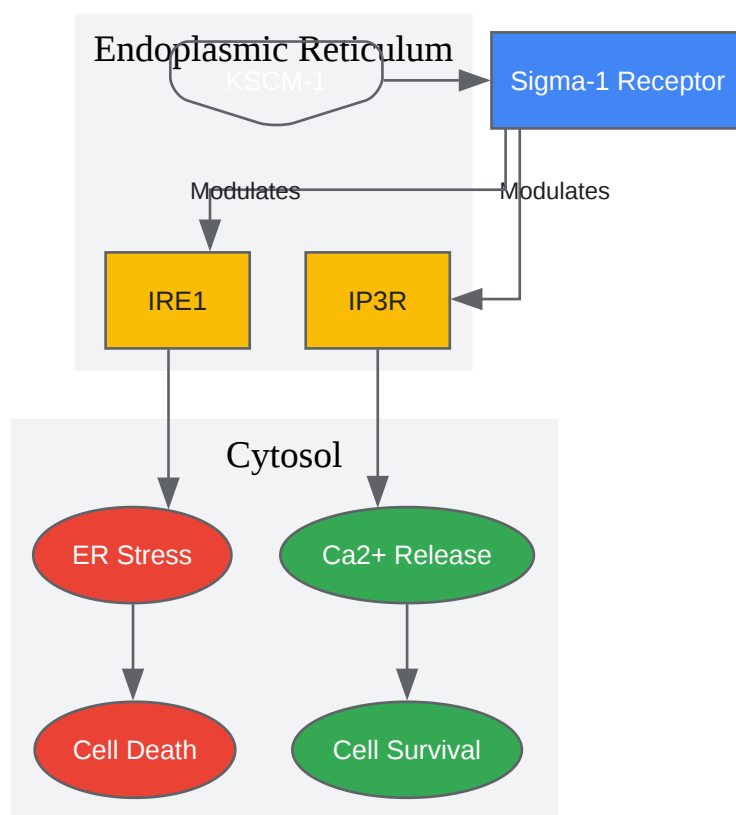 Endoplasmic Reticulum
KSCM-1
Sigma-1 Receptor
Modulates
Modulates
IRE1
IP3R
Cytosol
ER Stress
Ca2+ Release
Cell Death
Cell Survival